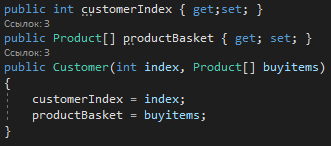 public int customerIndex { get;set; }
Ссылок: 3
public Product[] productBasket { get; set; }
Ссылок: 3
public Customer(int index, Product[] buyitems)
{
customerIndex = index;
productBasket = buyitems;
}